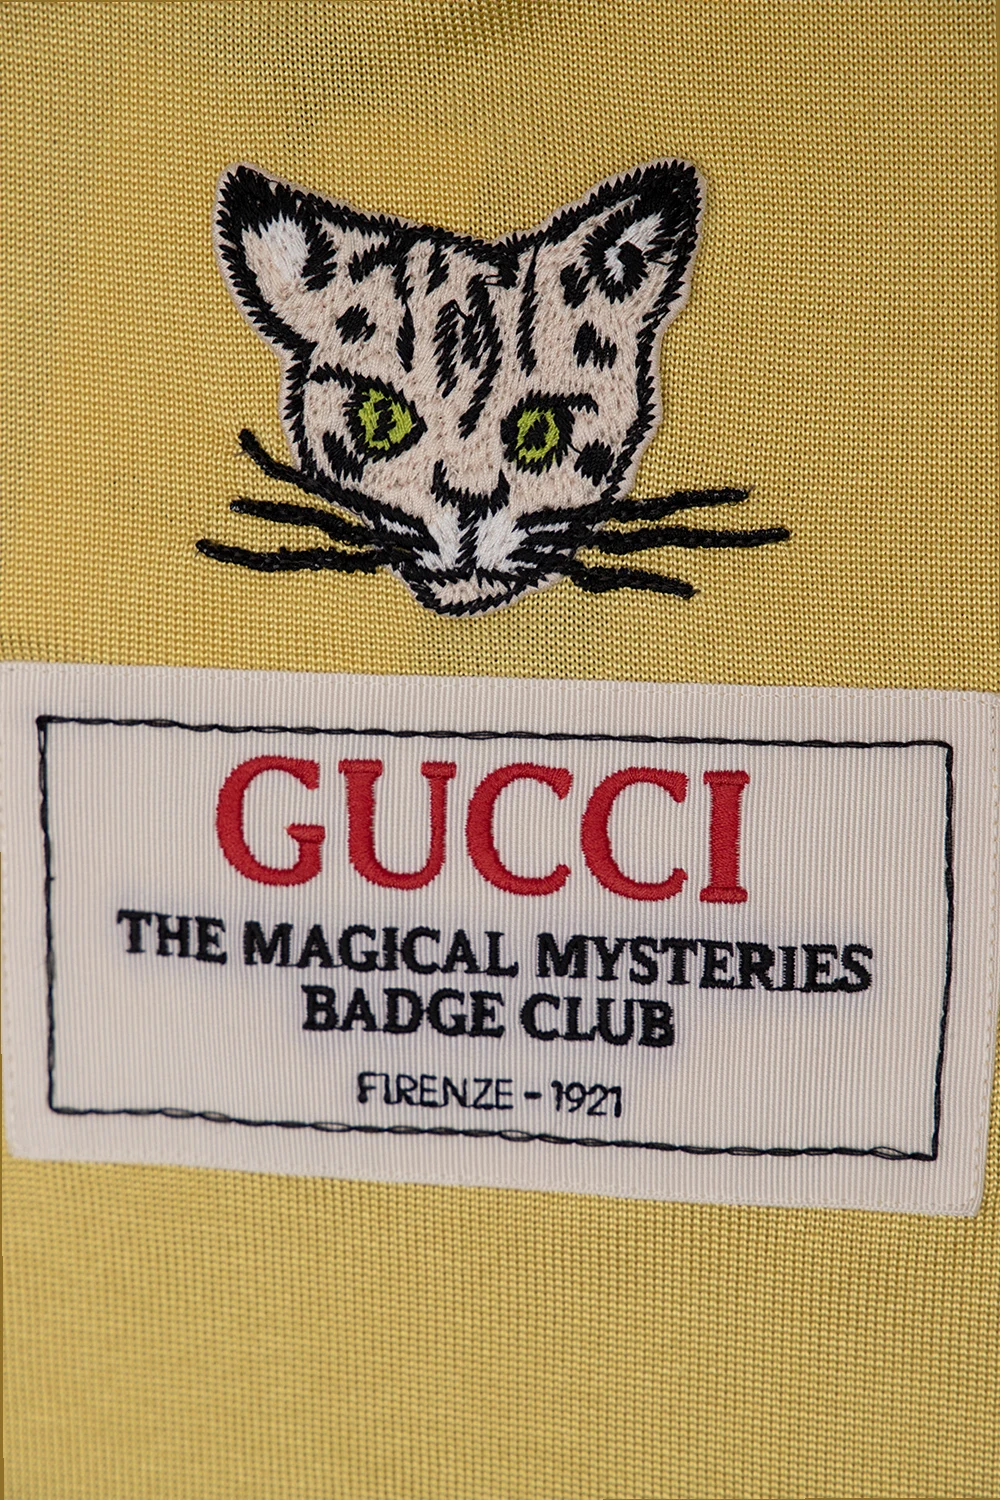 GUCCI
THE MAGICAL MYSTERIES
BADGE CLUB
FIRENZE - 1921